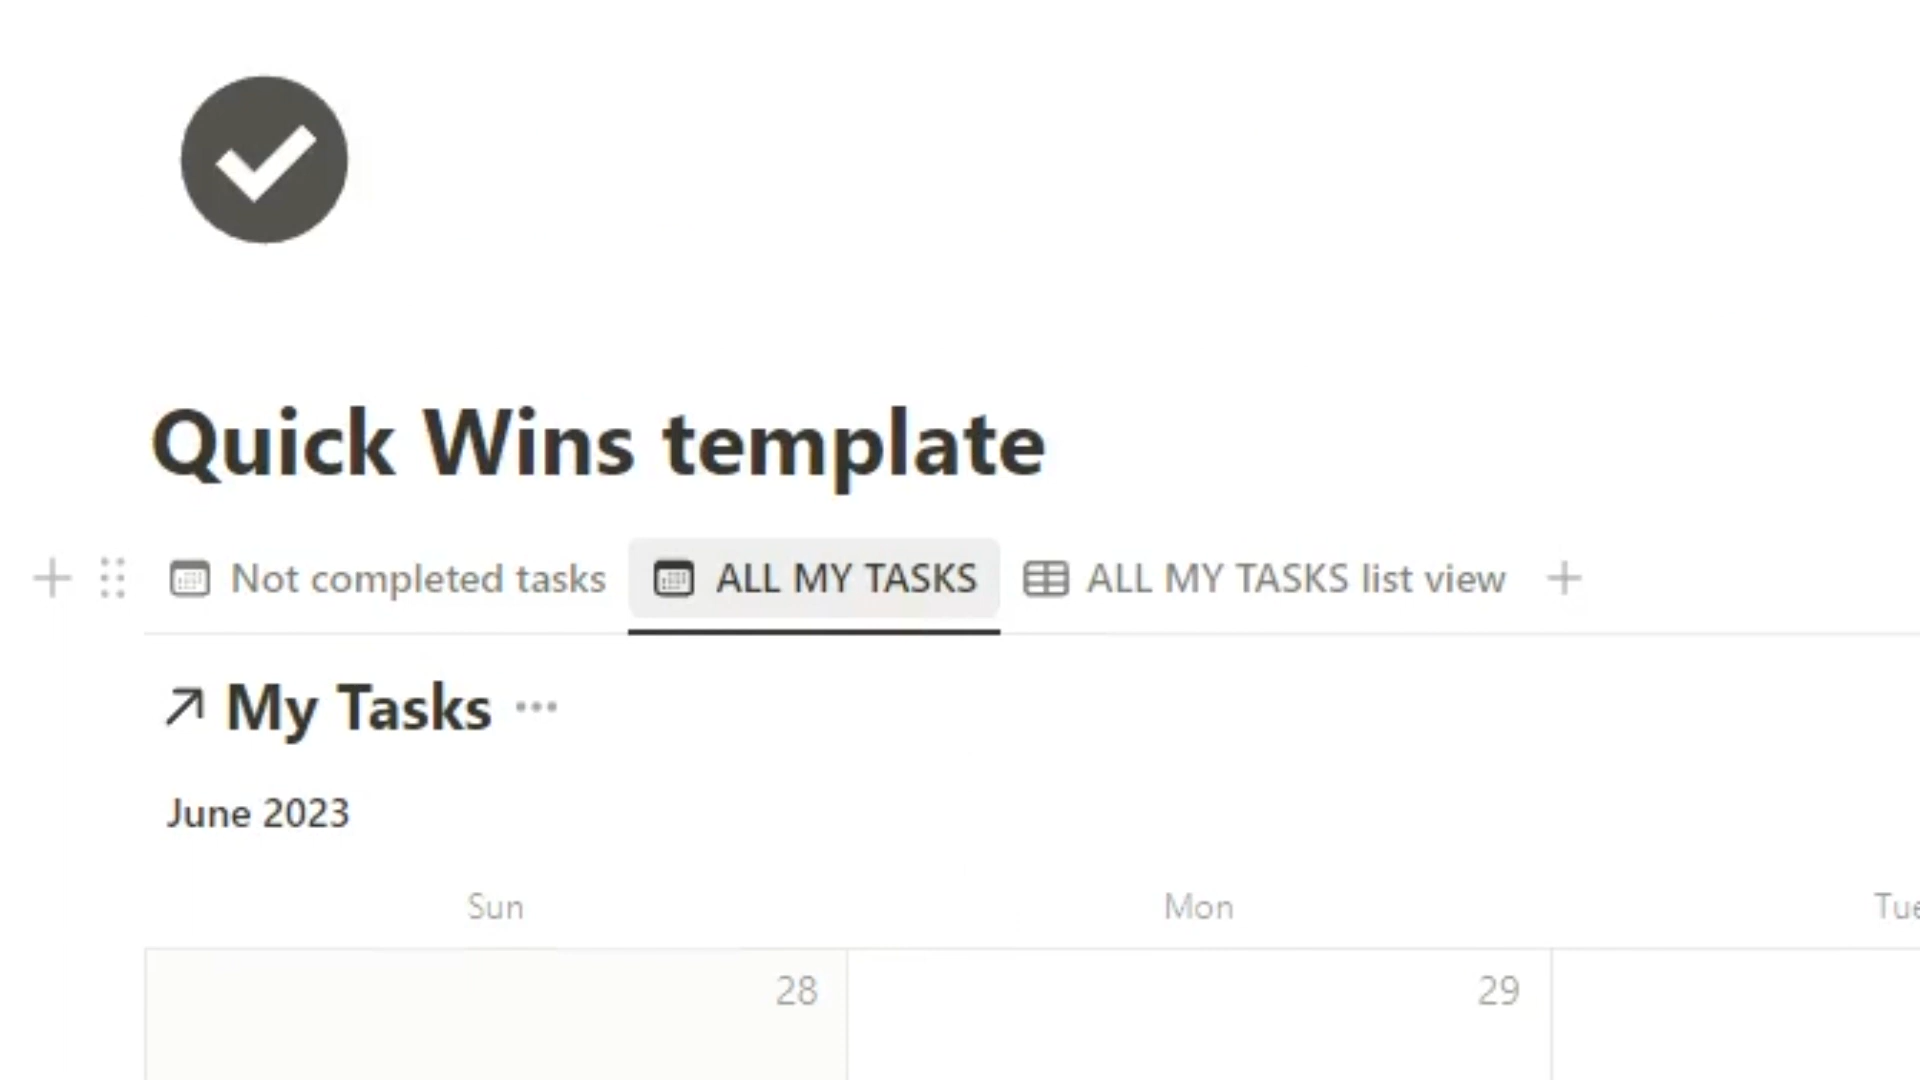 Quick Wins template
Not completed tasks ALL MY TASKS ALL MY TASKS list view
My Tasks
June 2023
Sun Mon Tue
28 29